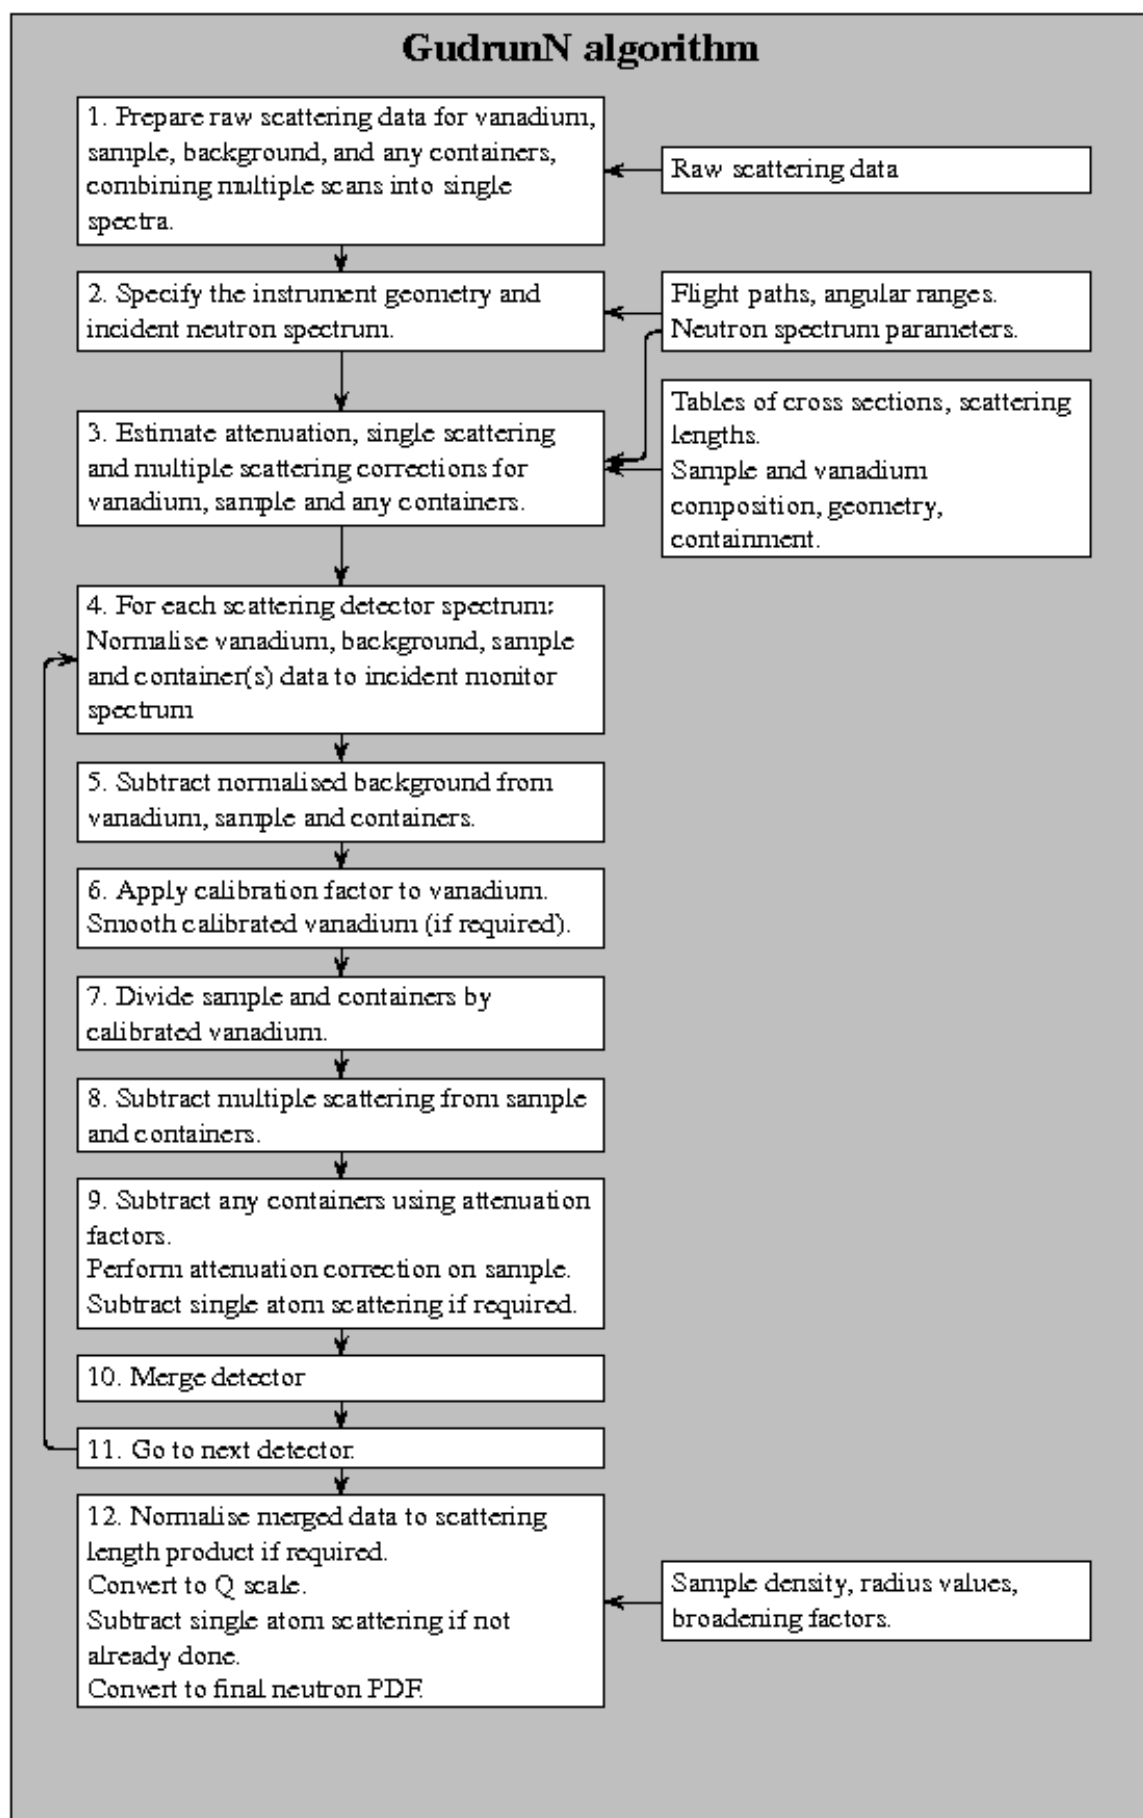 GudrunN algorithm
1. Prepare raw scattering data for vanadium,
sample, background, and any containers,
combining multiple scans into single
spectra.
Raw scattering data
2. Specify the instrument geometry and
incident neutron spectrum.
Flight paths, angular ranges.
Neutron spectrum parameters.
3. Estimate attenuation, single scattering
and multiple scattering corrections for
vanadium, sample and any containers.
Tables of cross sections, scattering
lengths.
Sample and vanadium
composition, geometry,
containment.
4. For each scattering detector spectrum:
Normalise vanadium, background, sample
and container(s) data to incident monitor
spectrum
5. Subtract normalised background from
vanadium, sample and containers.
6. Apply calibration factor to vanadium.
Smooth calibrated vanadium (if required).
7. Divide sample and containers by
calibrated vanadium.
8. Subtract multiple scattering from sample
and containers.
9. Subtract any containers using attenuation
factors.
Perform attenuation correction on sample.
Subtract single atom scattering if required.
10. Merge detector
11. Go to next detector.
12. Normalise merged data to scattering
length product if required.
Convert to Q scale.
Subtract single atom scattering if not
already done.
Convert to final neutron PDF.
Sample density, radius values,
broadening factors.